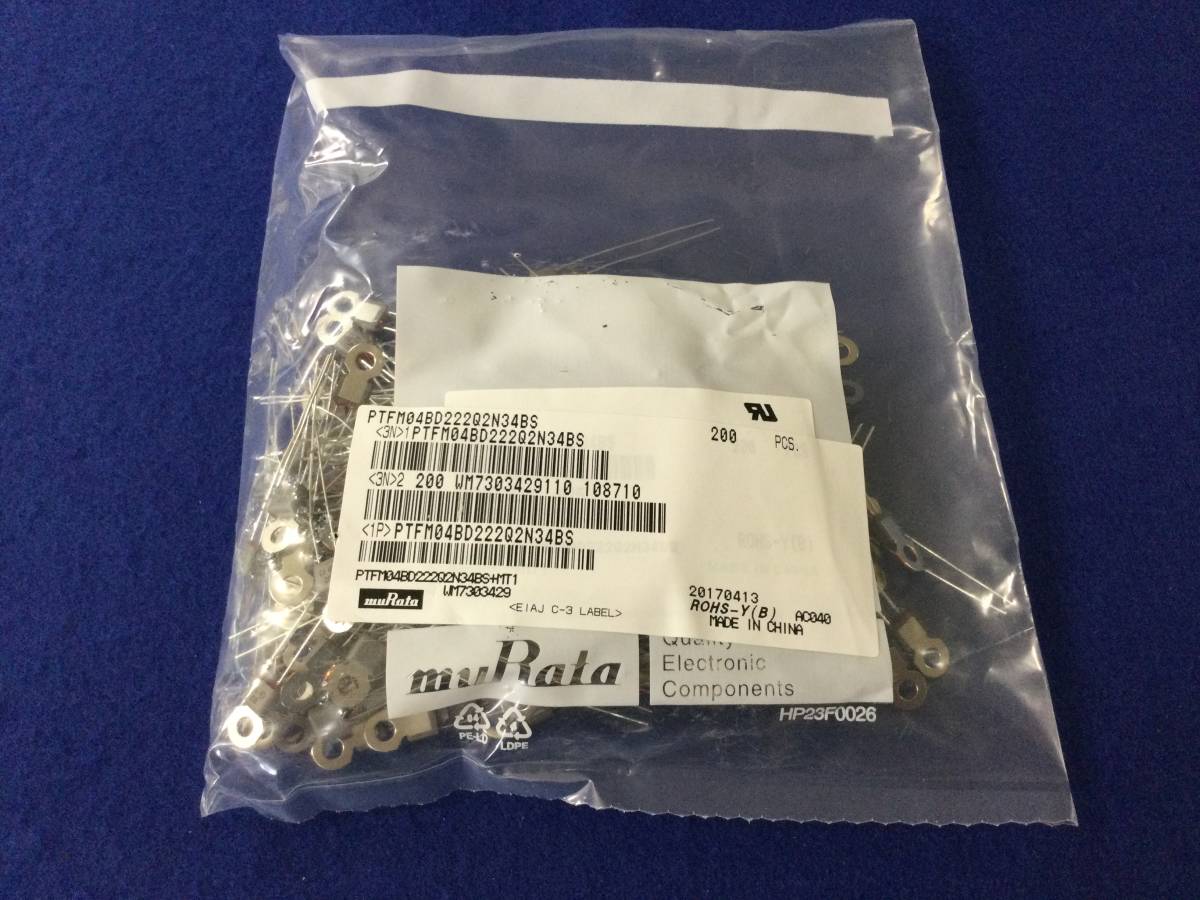 PTFM04BD222Q2N34BS
200 PCS.
<3N>1PTFM04BD222Q2N34BS
<3N>2 200 WM7303429110 108710
<1P>PTFM04BD222Q2N34BS
PTFM04BD222Q2N34BS+MT1
WM7303429
muRata
<EIAJ C-3 LABEL>
20170413
ROHS-Y(B) AC040
MADE IN CHINA
muRata
Quality
Electronic
Components
HP23F0026
PE-LD
LDPE